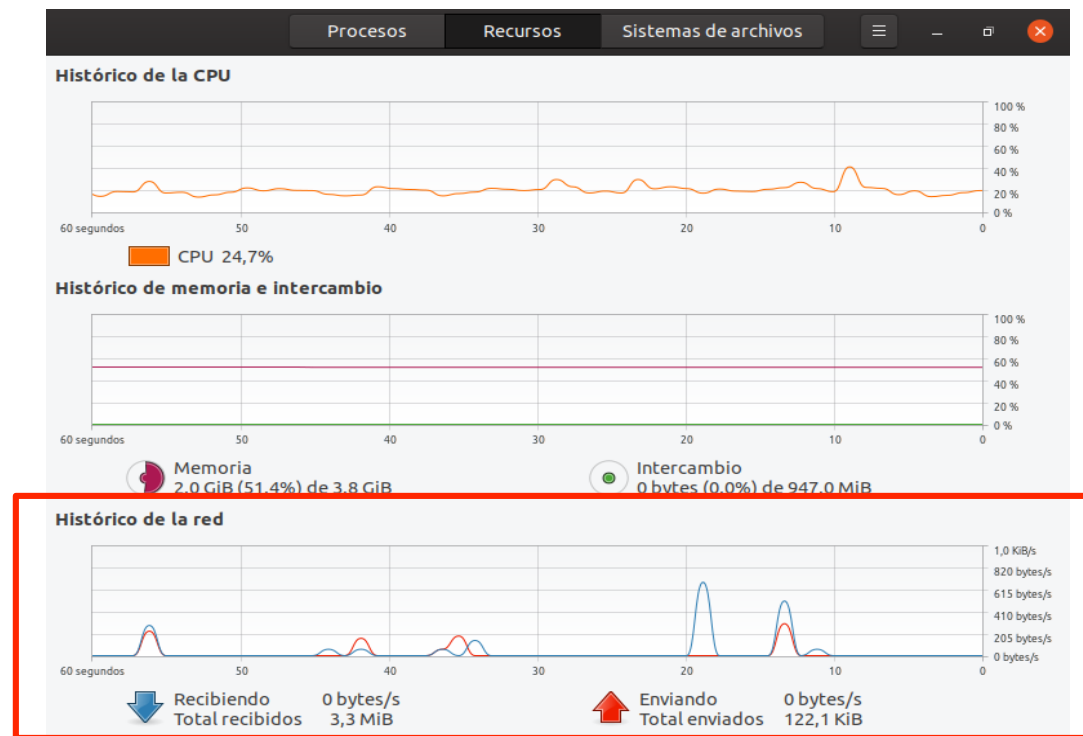 Procesos Recursos Sistemas de archivos
Histórico de la CPU
100 %
80 %
60 %
40 %
20 %
0 %
60 segundos 50 40 30 20 10 0
CPU 24,7%
Histórico de memoria e intercambio
100 %
80 %
60 %
40 %
20 %
0 %
60 segundos 50 40 30 20 10 0
Memoria
2,0 GiB (51,4%) de 3,8 GiB
Intercambio
0 bytes (0,0%) de 947,0 MiB
Histórico de la red
1,0 KiB/s
820 bytes/s
615 bytes/s
410 bytes/s
205 bytes/s
0 bytes/s
60 segundos 50 40 30 20 10 0
Recibiendo 0 bytes/s
Total recibidos 3,3 MiB
Enviando 0 bytes/s
Total enviados 122,1 KiB